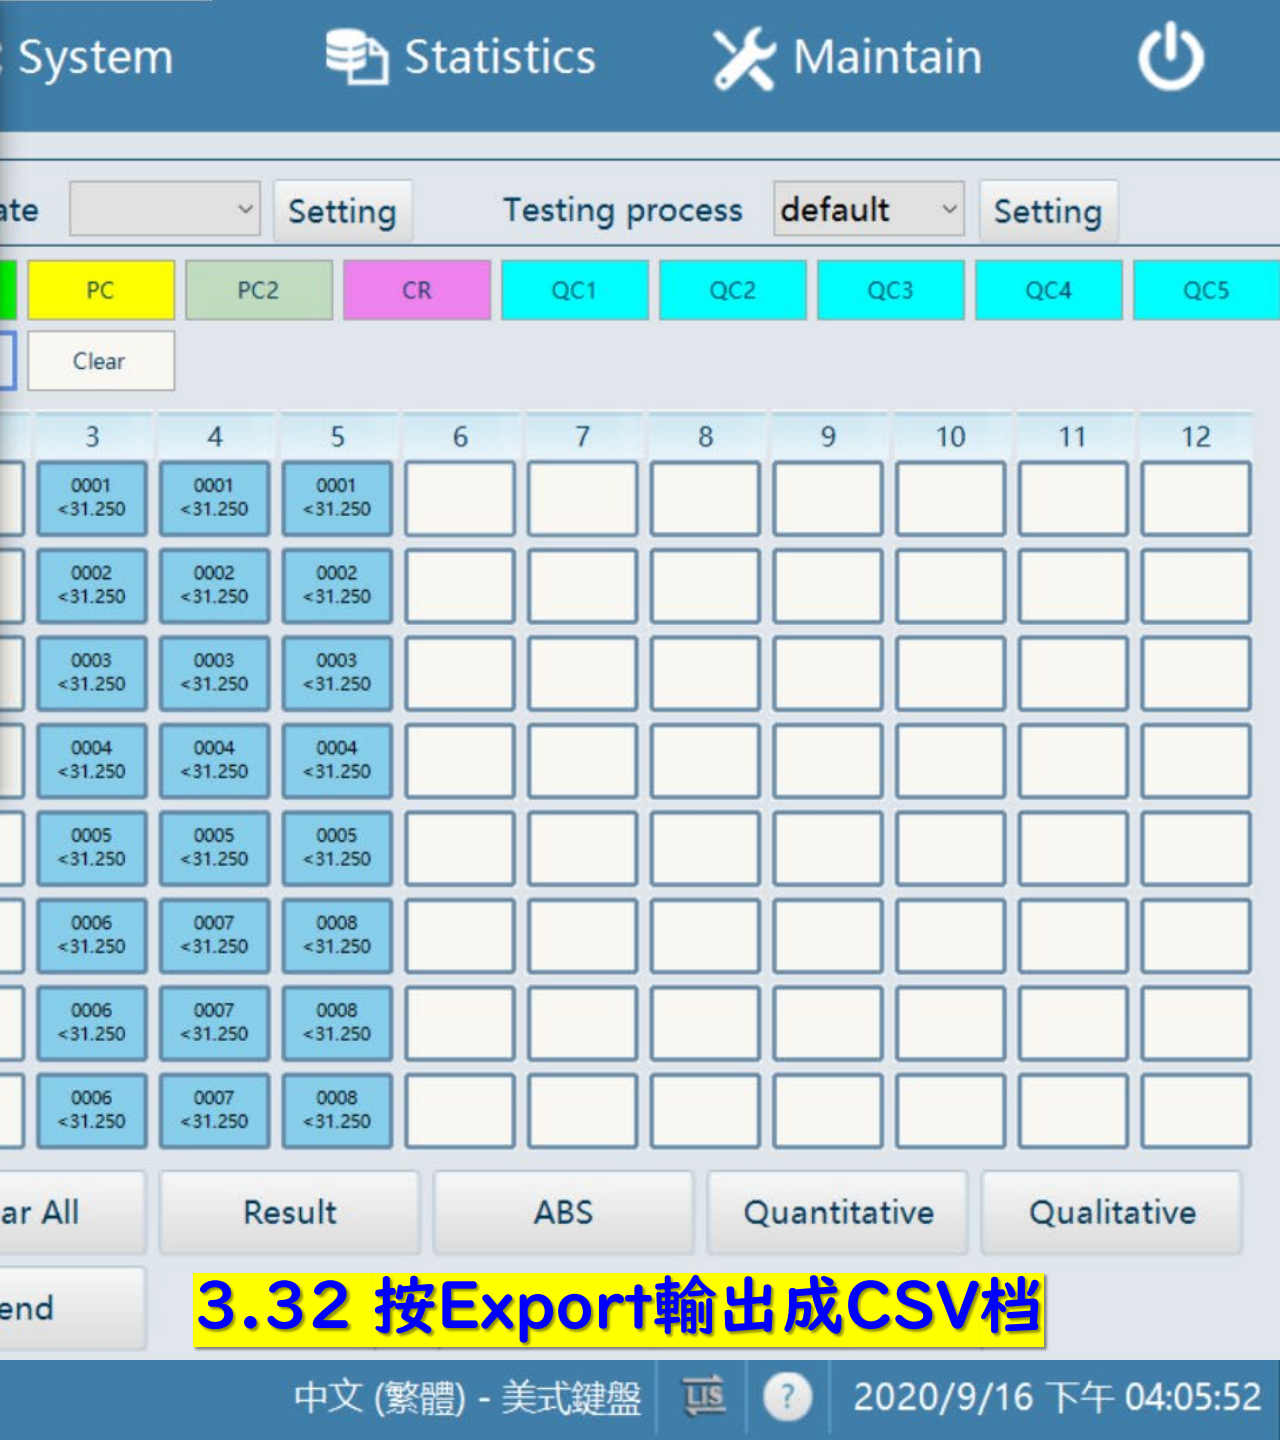 System Statistics Maintain
ate Setting Testing process default Setting
PC PC2 CR QC1 QC2 QC3 QC4 QC5
Clear
3 4 5 6 7 8 9 10 11 12
0001 0001 0001
<31.250 <31.250 <31.250
0002 0002 0002
<31.250 <31.250 <31.250
0003 0003 0003
<31.250 <31.250 <31.250
0004 0004 0004
<31.250 <31.250 <31.250
0005 0005 0005
<31.250 <31.250 <31.250
0006 0007 0008
<31.250 <31.250 <31.250
0006 0007 0008
<31.250 <31.250 <31.250
0006 0007 0008
<31.250 <31.250 <31.250
ar All Result ABS Quantitative Qualitative
end
3.32 按Export輸出成CSV档
中文 (繁體) - 美式鍵盤 LIS ? 2020/9/16 下午 04:05:52